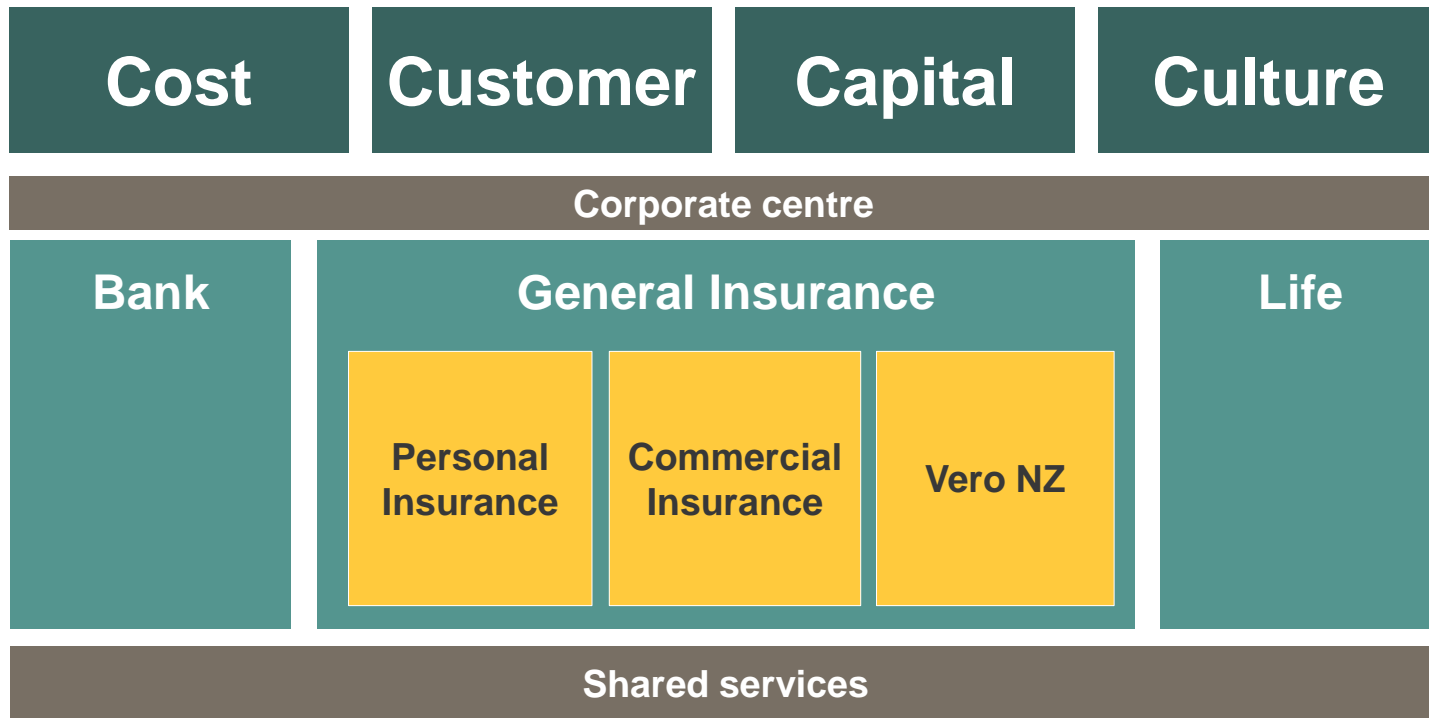 Cost
Customer
Capital
Culture
Corporate centre
Bank
General Insurance
Life
Personal
Insurance
Commercial
Insurance
Vero NZ
Shared services